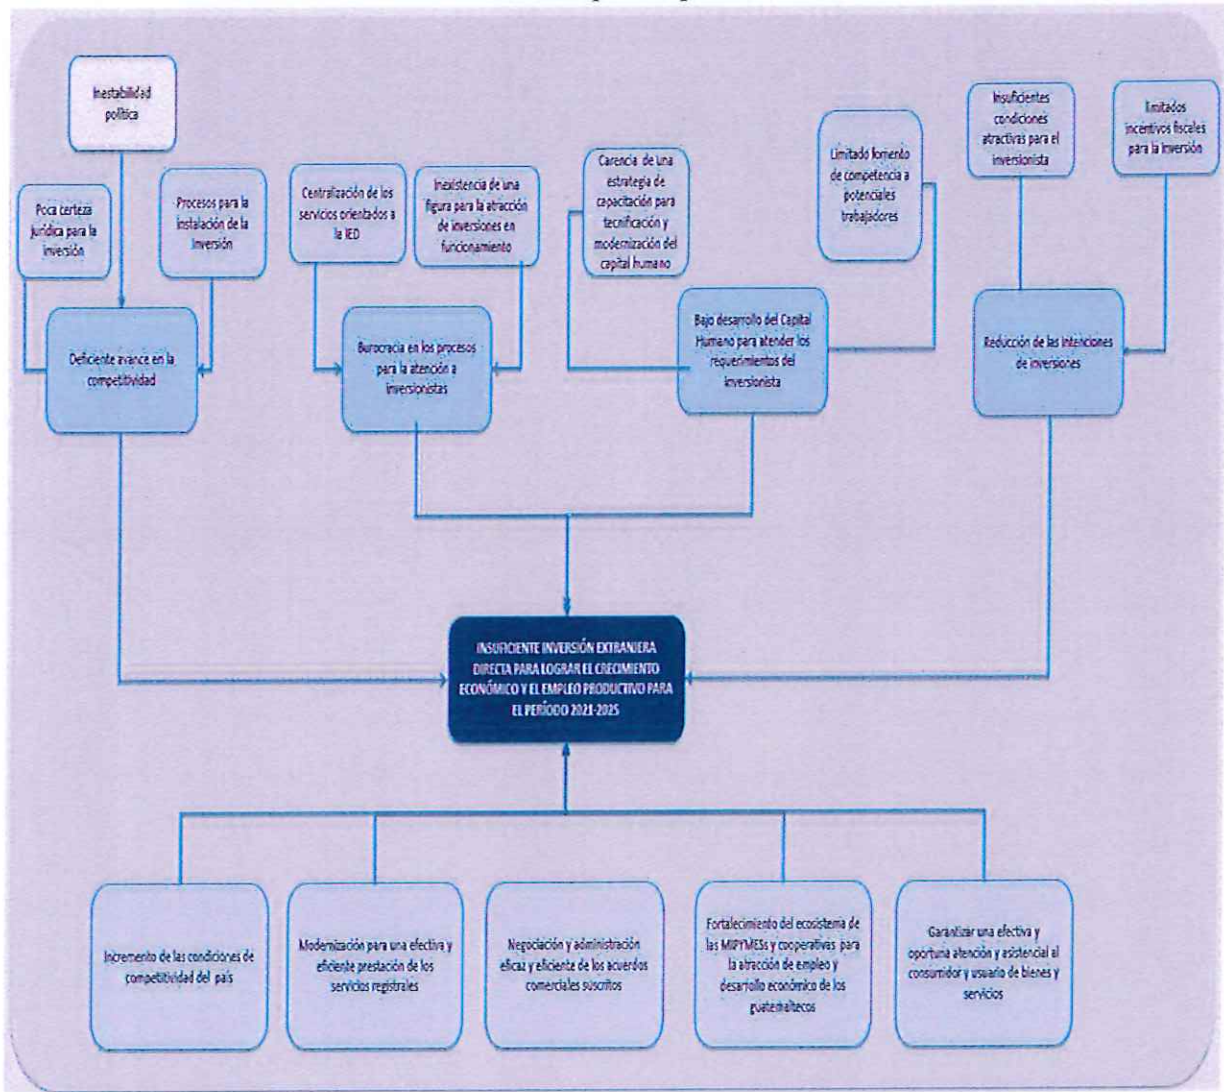 Inestabilidad
política
Poca certeza
jurídica para la
inversión
Procesos para la
instalación de la
Inversión
Centralización de los
servicios orientados a
la IED
Inexistencia de una
figura para la atracción
de inversiones en
funcionamiento
Carencia de una
estrategia de
capacitación para
tecnificación y
modernización del
capital humano
Limitado fomento
de competencia a
potenciales
trabajadores
Insuficientes
condiciones
atractivas para el
inversionista
limitados
incentivos fiscales
para la inversión
Deficiente avance en la
competitividad
Burocracia en los procesos
para la atención a
inversionistas
Bajo desarrollo del Capital
Humano para atender los
requerimientos del
inversionista
Reducción de las intenciones
de inversiones
INSUFICIENTE INVERSIÓN EXTRANJERA
DIRECTA PARA LOGRAR EL CRECIMIENTO
ECONÓMICO Y EL EMPLEO PRODUCTIVO PARA
EL PERÍODO 2021-2025
Incremento de las condiciones de
competitividad del país
Modernización para una efectiva y
eficiente prestación de los
servicios registrales
Negociación y administración
eficaz y eficiente de los acuerdos
comerciales suscritos
Fortalecimiento del ecosistema de
las MIPYMESs y cooperativas para
la atracción de empleo y
desarrollo económico de los
guatemaltecos
Garantizar una efectiva y
oportuna atención y asistencial al
consumidor y usuario de bienes y
servicios